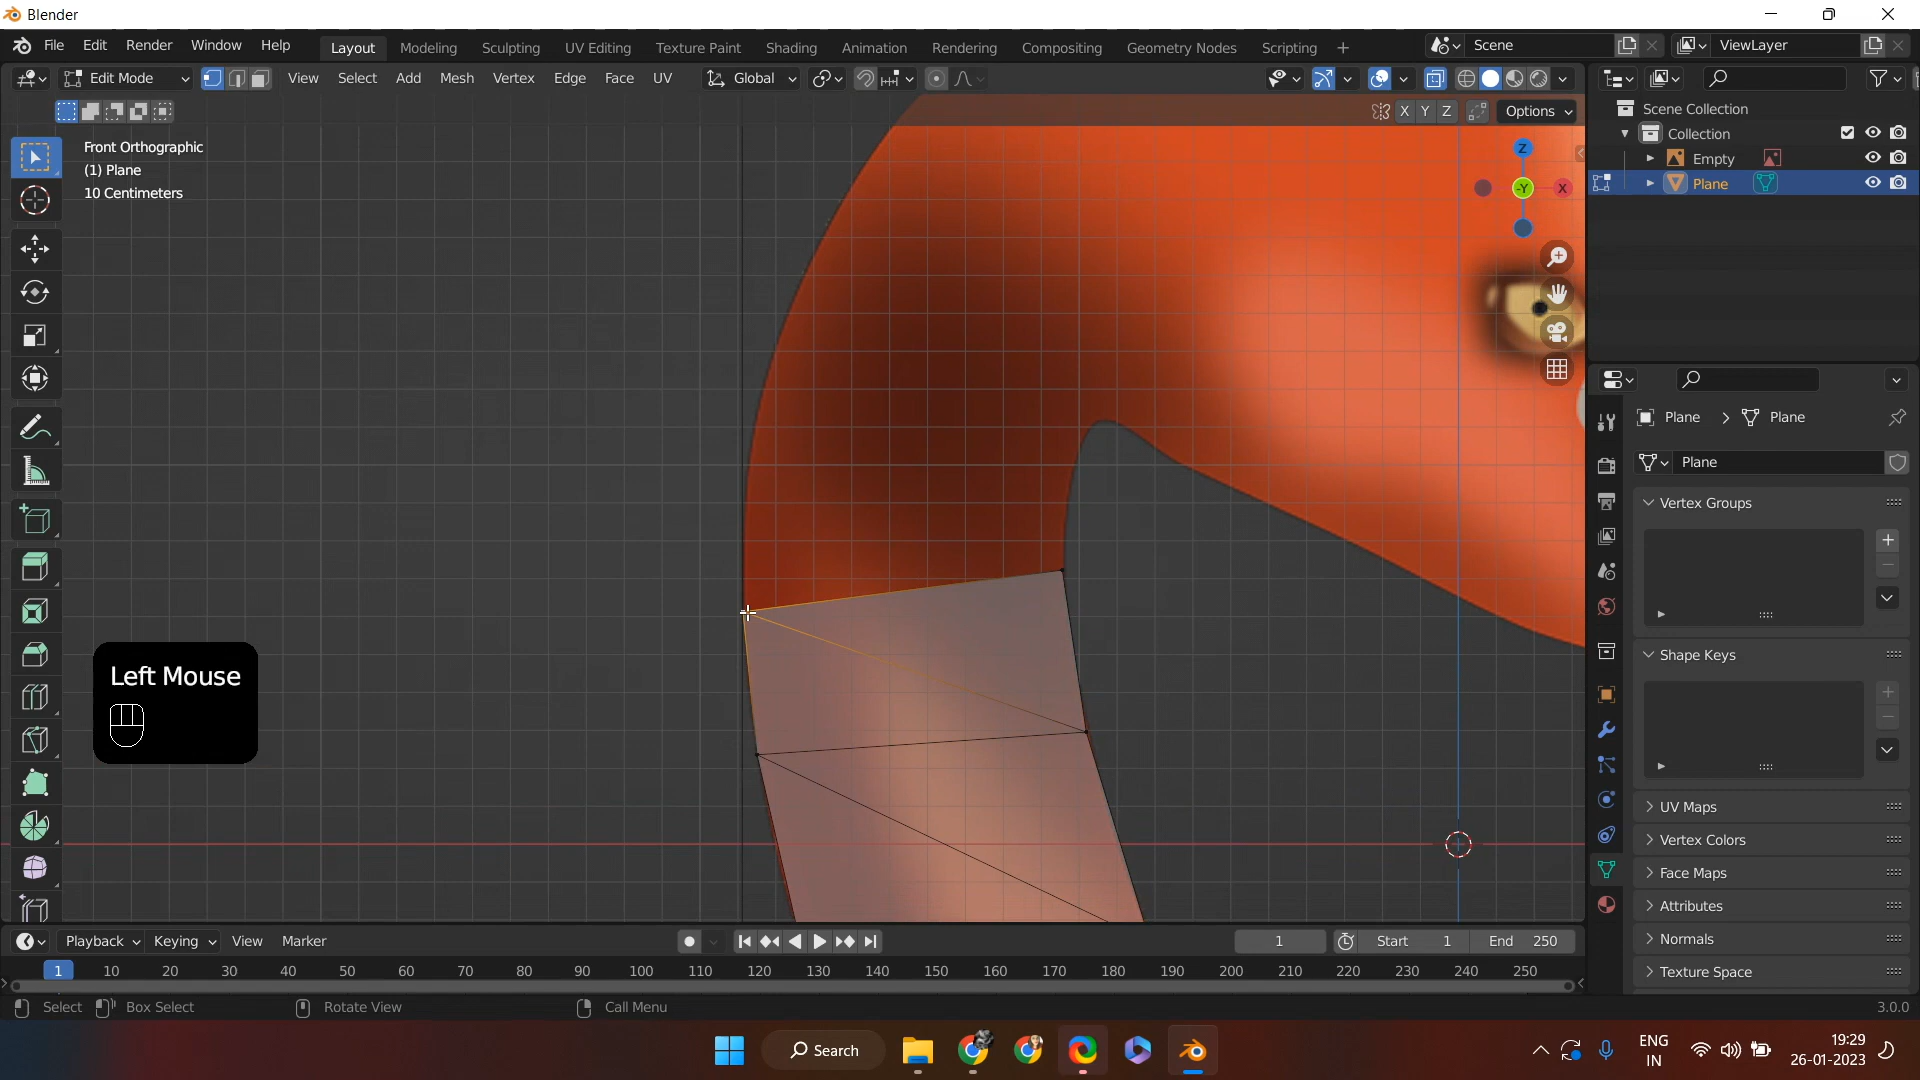 Blender
File Edit Render Window Help Layout Modeling Sculpting UV Editing Texture Paint Shading Animation Rendering Compositing Geometry Nodes Scripting + Scene ViewLayer
Edit Mode View Select Add Mesh Vertex Edge Face UV Global
X Y Z Options
Scene Collection
Collection
Empty
Plane
Front Orthographic
(1) Plane
10 Centimeters
Z
-Y X
Plane > Plane
Plane
Vertex Groups
Shape Keys
UV Maps
Vertex Colors
Face Maps
Attributes
Normals
Texture Space
Left Mouse
Playback Keying View Marker 1 Start 1 End 250
1 10 20 30 40 50 60 70 80 90 100 110 120 130 140 150 160 170 180 190 200 210 220 230 240 250
Select Box Select Rotate View Call Menu 3.0.0
Search
ENG
IN
19:29
26-01-2023